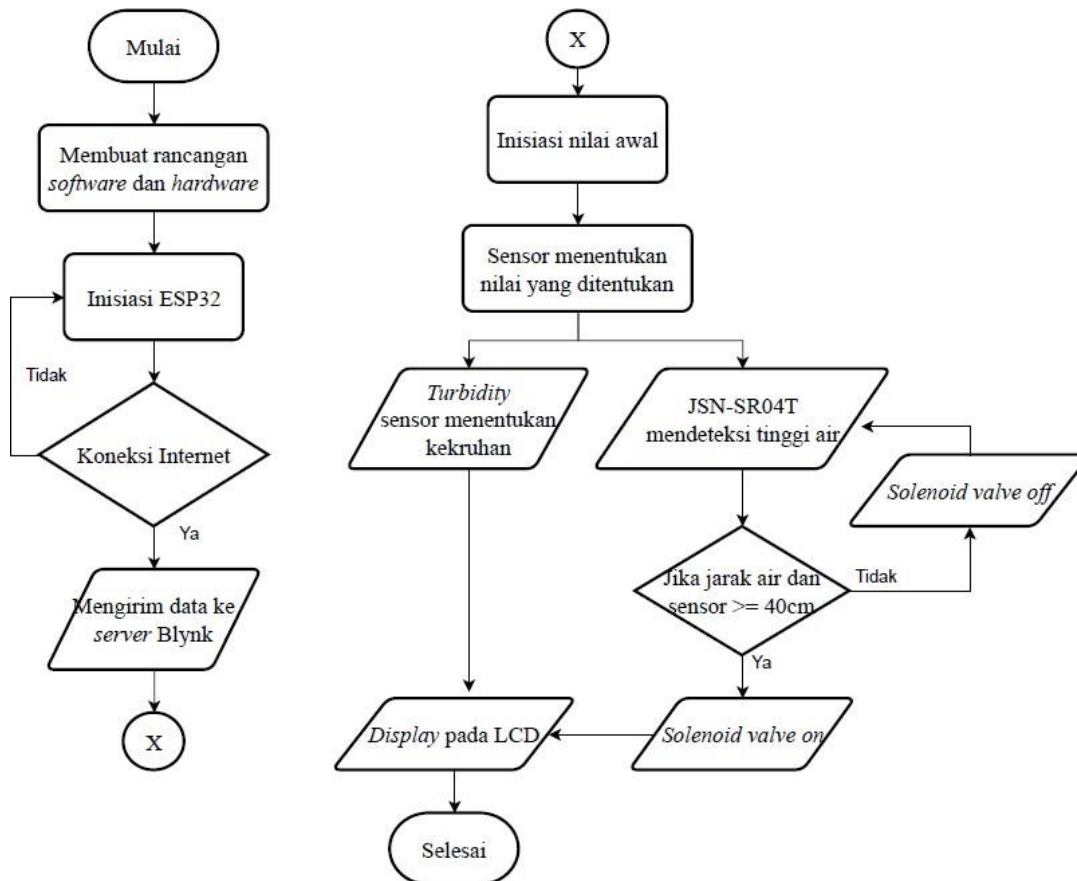 Mulai
Membuat rancangan
software dan hardware
Inisiasi ESP32
Tidak
Koneksi Internet
Ya
Mengirim data ke
server Blynk
X
X
Inisiasi nilai awal
Sensor menentukan
nilai yang ditentukan
Turbidity
sensor menentukan
kekruhan
JSN-SR04T
mendeteksi tinggi air
Solenoid valve off
Jika jarak air dan
sensor >= 40cm
Tidak
Ya
Display pada LCD
Solenoid valve on
Selesai